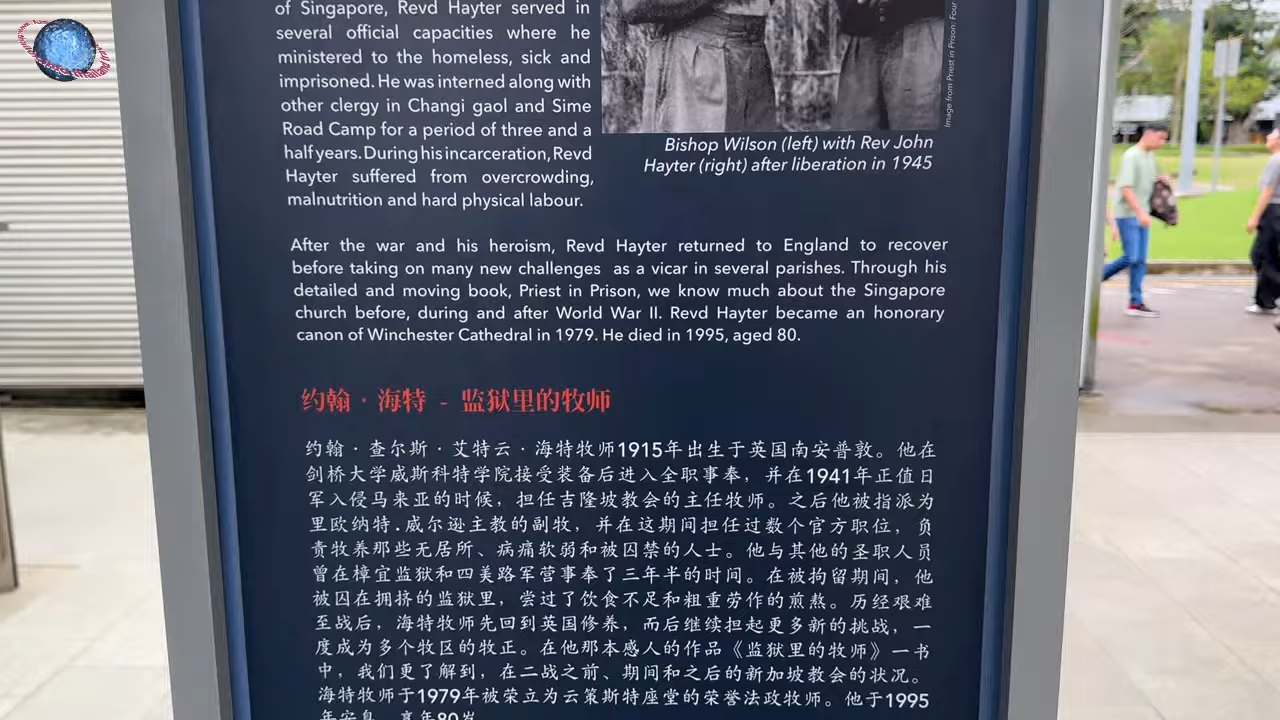 of Singapore, Revd Hayter served in
several official capacities where he
ministered to the homeless, sick and
imprisoned. He was interned along with
other clergy in Changi gaol and Sime
Road Camp for a period of three and a
half years. During his incarceration, Revd
Hayter suffered from overcrowding,
malnutrition and hard physical labour.
Image from Priest in Prison: Four
Bishop Wilson (left) with Rev John
Hayter (right) after liberation in 1945
After the war and his heroism, Revd Hayter returned to England to recover
before taking on many new challenges as a vicar in several parishes. Through his
detailed and moving book, Priest in Prison, we know much about the Singapore
church before, during and after World War II. Revd Hayter became an honorary
canon of Winchester Cathedral in 1979. He died in 1995, aged 80.
约翰·海特 - 监狱里的牧师
约翰·查尔斯·艾特云·海特牧师1915年出生于英国南安普敦。他在
剑桥大学威斯科特学院接受装备后进入全职事奉，并在1941年正值日
军入侵马来亚的时候，担任吉隆坡教会的主任牧师。之后他被指派为
里欧纳特.威尔逊主教的副牧，并在这期间担任过数个官方职位，负
责牧养那些无居所、病痛软弱和被囚禁的人士。他与其他的圣职人员
曾在樟宜监狱和四美路军营事奉了三年半的时间。在被拘留期间，他
被囚在拥挤的监狱里，尝过了饮食不足和粗重劳作的煎熬。历经艰难
至战后，海特牧师先回到英国修养，而后继续担起更多新的挑战，一
度成为多个牧区的牧正。在他那本感人的作品《监狱里的牧师》一书
中，我们更了解到，在二战之前、期间和之后的新加坡教会的状况。
海特牧师于1979年被荣立为云策斯特座堂的荣誉法政牧师。他于1995
年安息，享年80岁